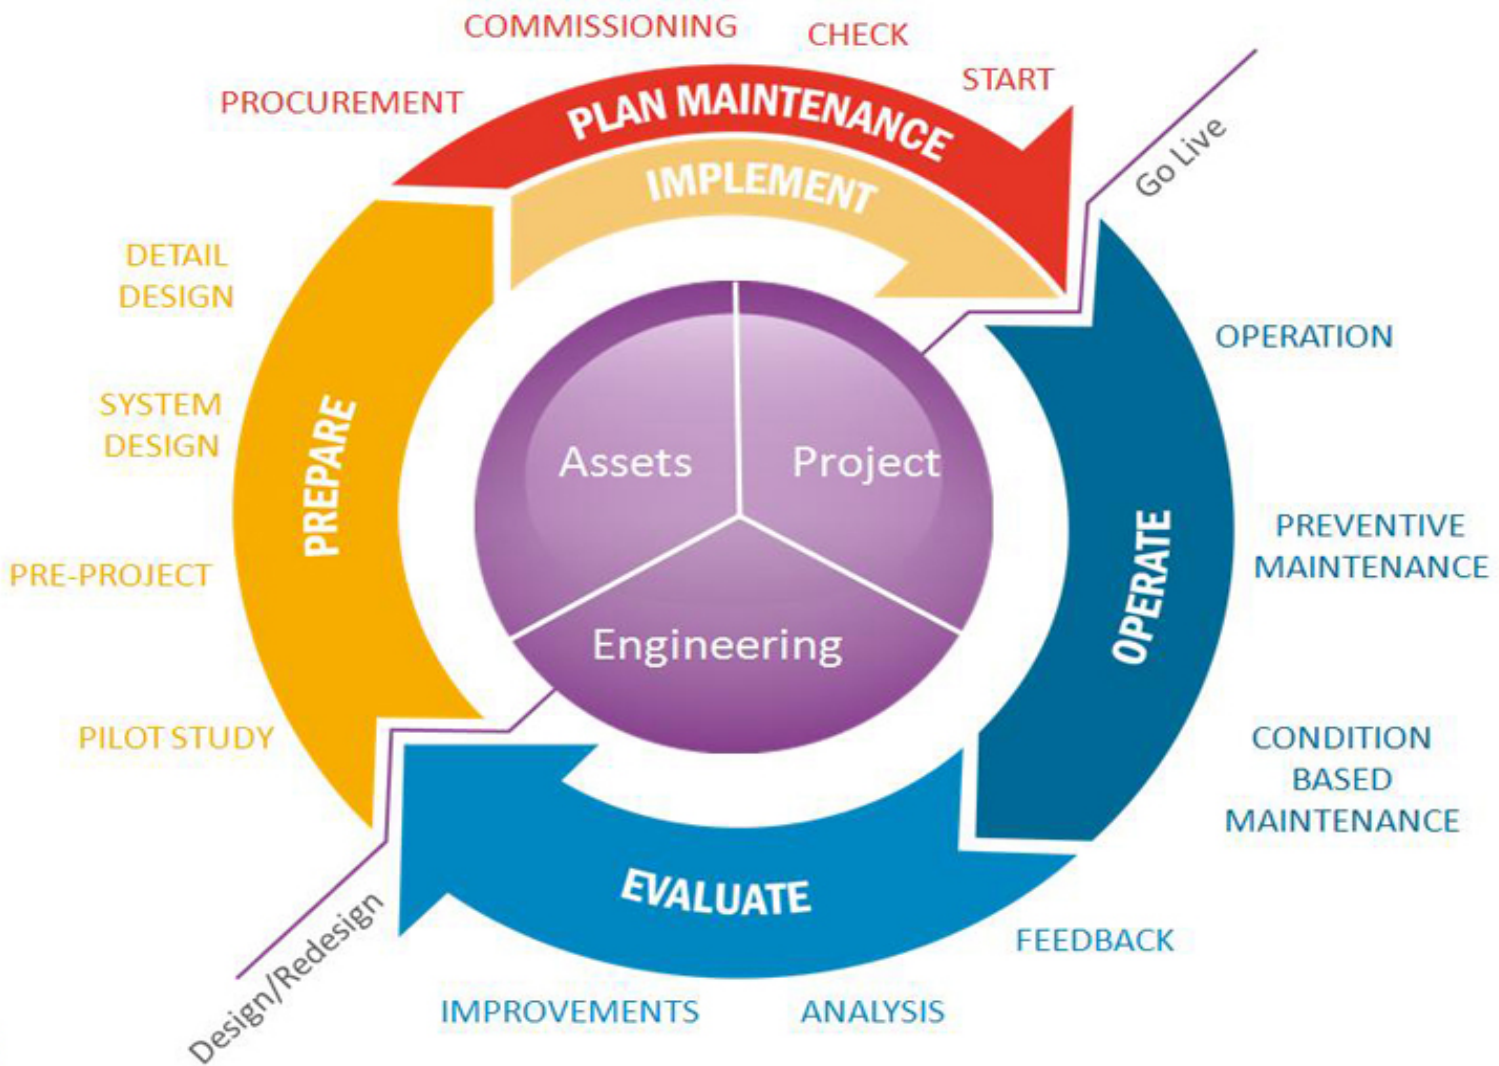 COMMISSIONING
CHECK
START
PROCUREMENT
PLAN MAINTENANCE
IMPLEMENT
Go Live
DETAIL
DESIGN
SYSTEM
DESIGN
PRE-PROJECT
PILOT STUDY
PREPARE
Assets
Project
Engineering
OPERATE
OPERATION
PREVENTIVE
MAINTENANCE
CONDITION
BASED
MAINTENANCE
EVALUATE
FEEDBACK
ANALYSIS
IMPROVEMENTS
Design/Redesign